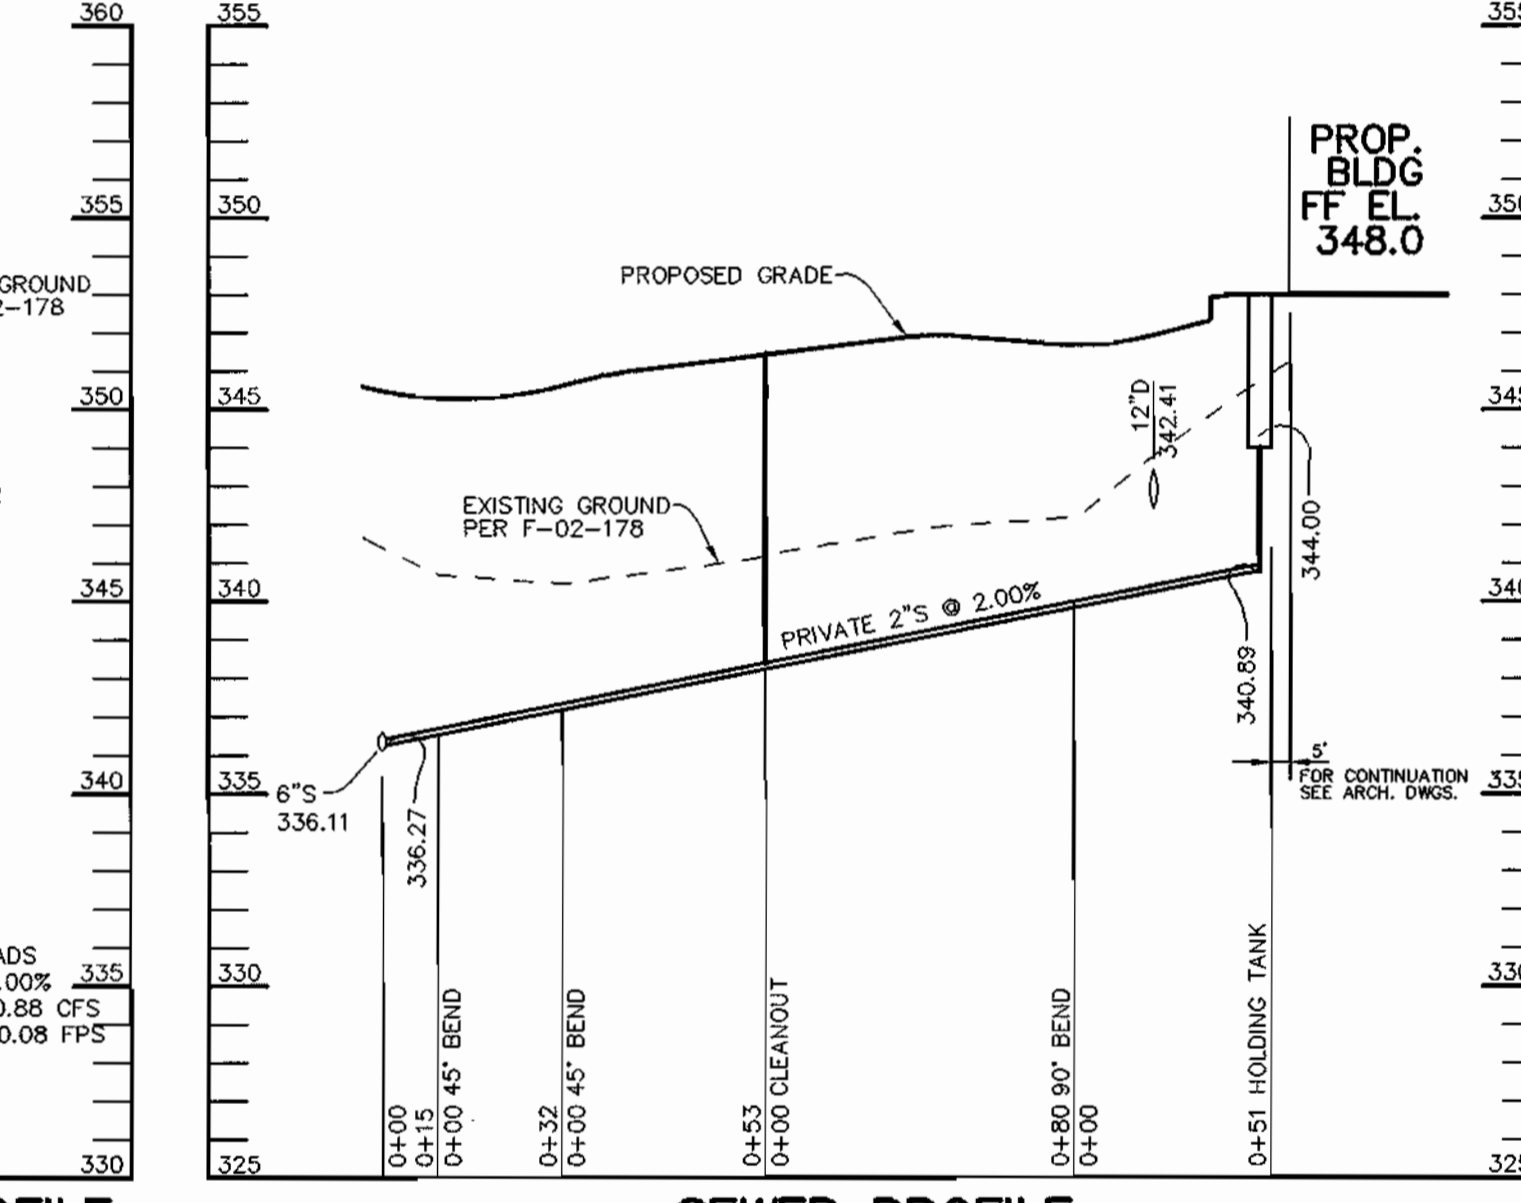 360
355
350
345
340
335
330
GROUND
2-178
.00%
0.88 CFS
0.08 FPS
355
350
345
340
335
330
325
PROP.
BLDG
FF EL.
348.0
PROPOSED GRADE
12"D
342.41
EXISTING GROUND
PER F-02-178
344.00
PRIVATE 2"S @ 2.00%
340.89
5'
FOR CONTINUATION
SEE ARCH. DWGS.
6"S
336.11
336.27
0+00
0+15
0+00 45° BEND
0+32
0+00 45° BEND
0+53
0+00 CLEANOUT
0+80 90° BEND
0+00
0+51 HOLDING TANK
SEWER PROFILE